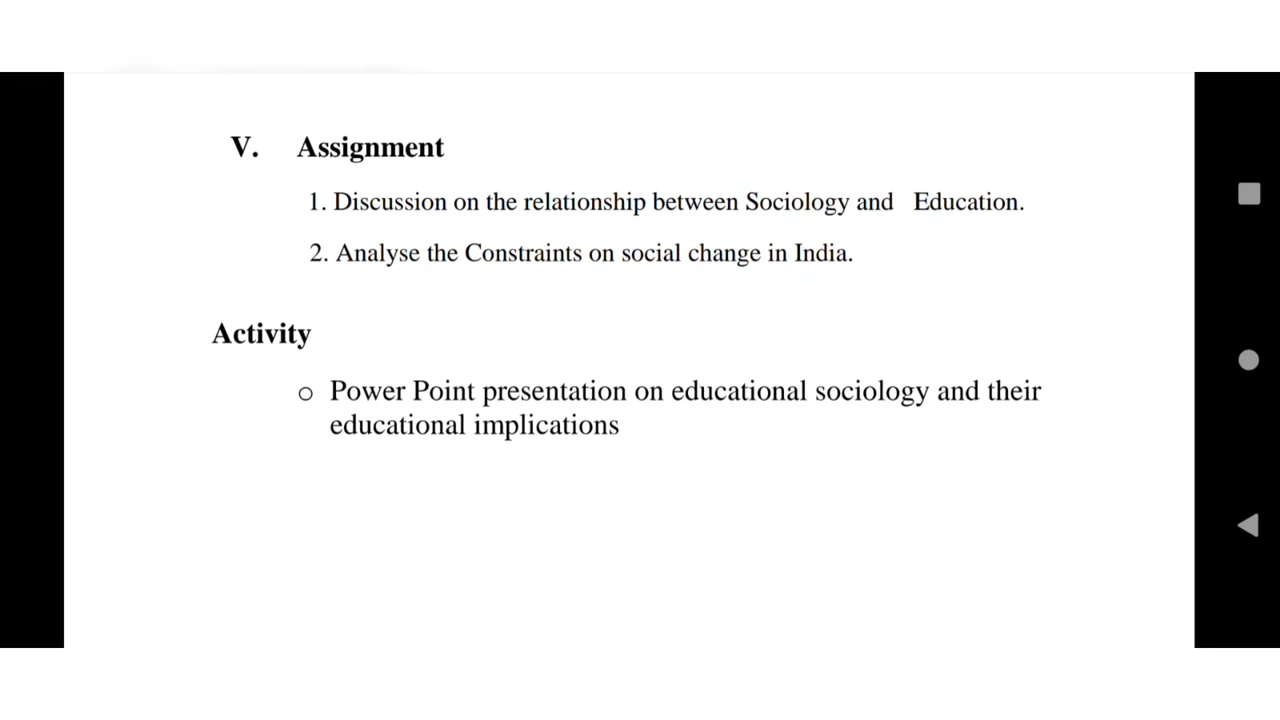 V. Assignment
1. Discussion on the relationship between Sociology and Education.
2. Analyse the Constraints on social change in India.
Activity
o Power Point presentation on educational sociology and their
educational implications